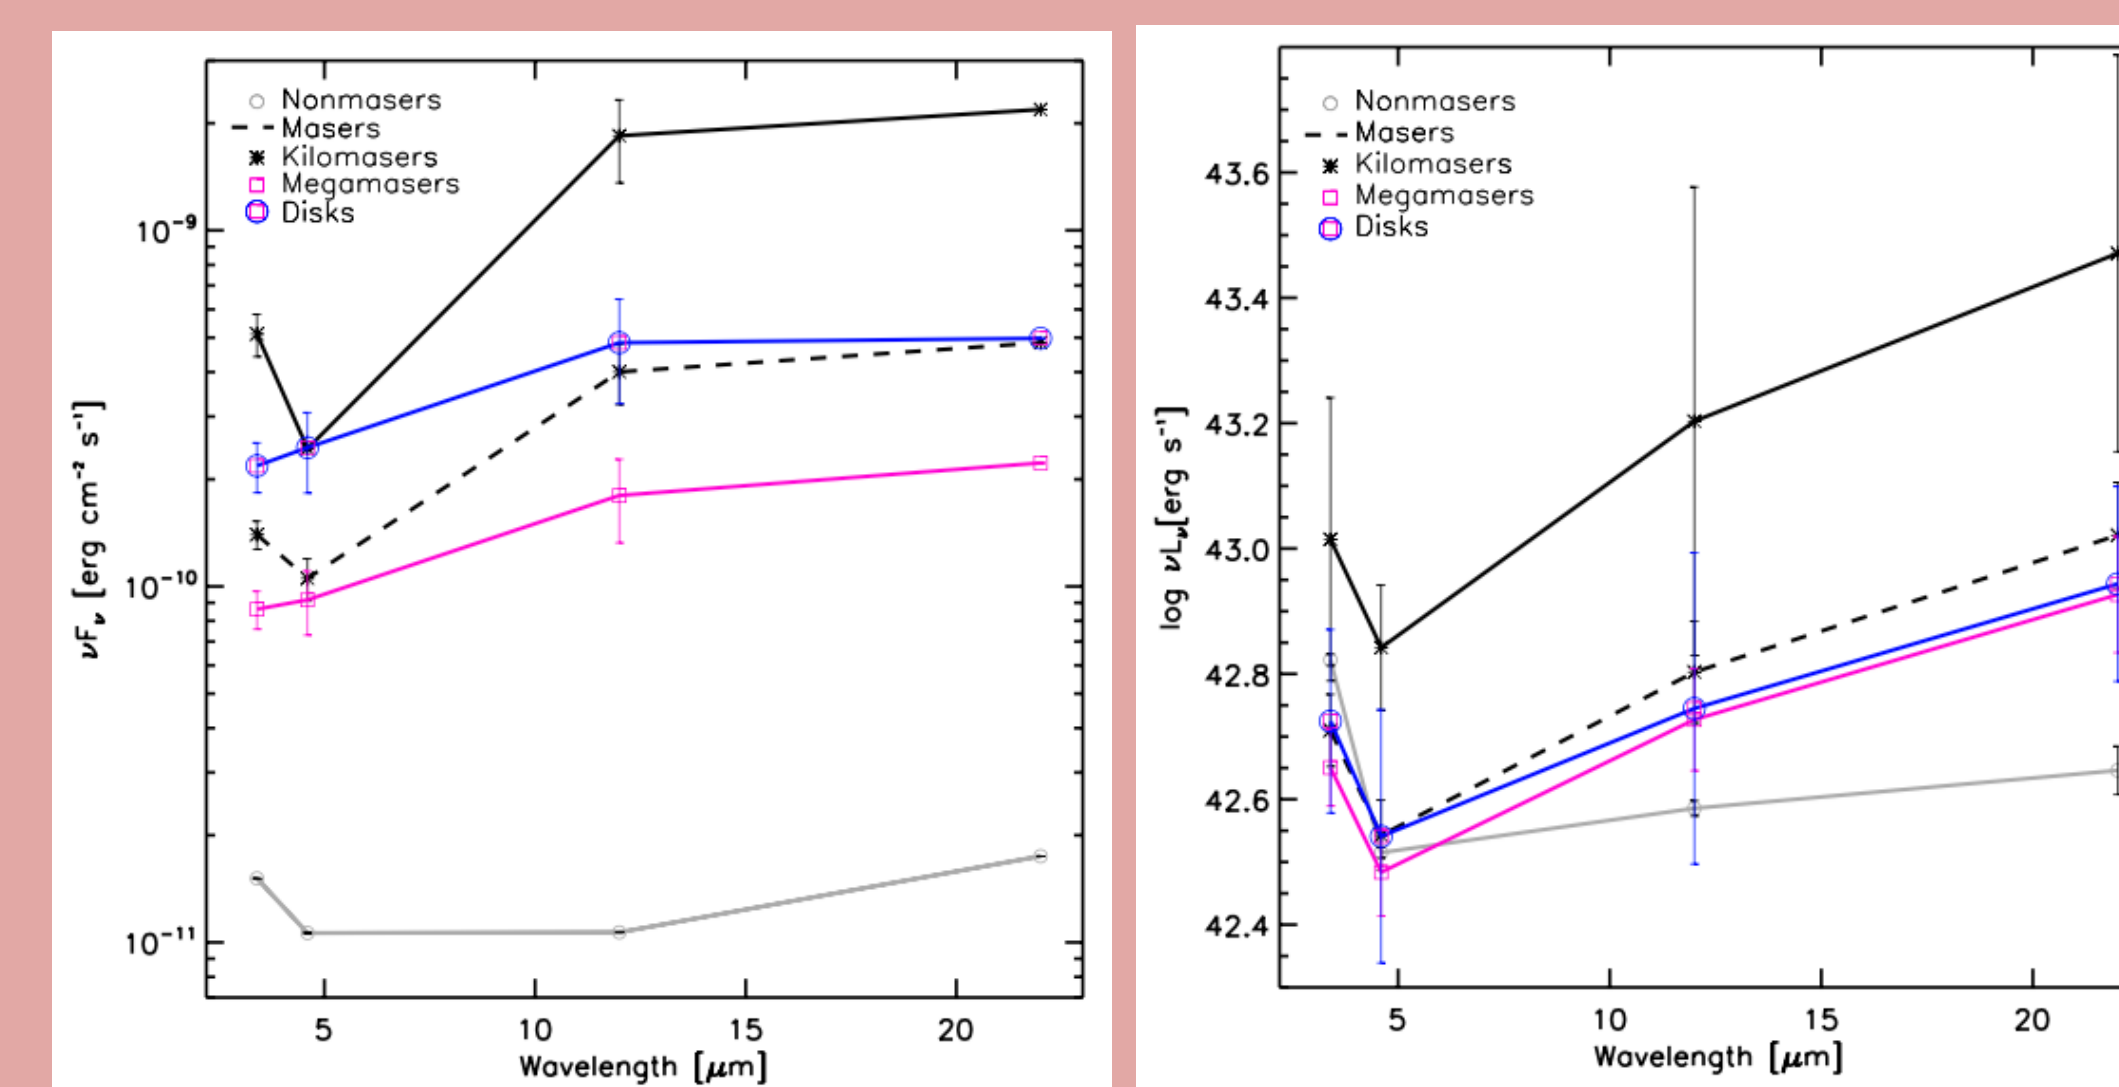 Nonmasers
Masers
Kilomasers
Megamasers
Disks
10⁻⁹
10⁻¹⁰
10⁻¹¹
νFᵥ [erg cm⁻² s⁻¹]
5 10 15 20
Wavelength [μm]
Nonmasers
Masers
Kilomasers
Megamasers
Disks
43.6
43.4
43.2
43.0
42.8
42.6
42.4
log νLᵥ[erg s⁻¹]
5 10 15 20
Wavelength [μm]